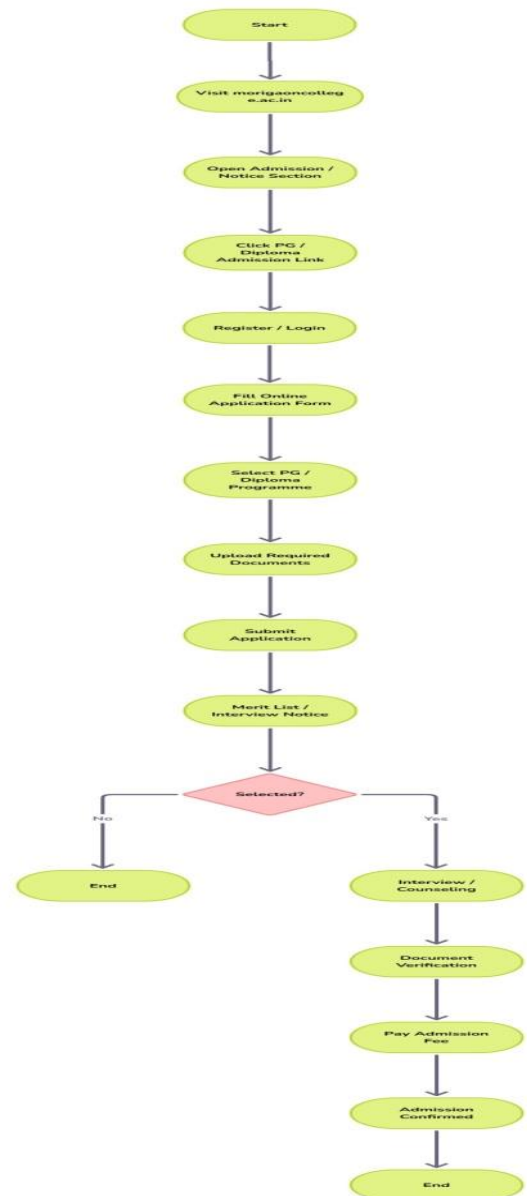 Start
Visit morigaoncolleg
e.ac.in
Open Admission /
Notice Section
Click PG /
Diploma
Admission Link
Register / Login
Fill Online
Application Form
Select PG /
Diploma
Programme
Upload Required
Documents
Submit
Application
Merit List /
Interview Notice
Selected?
No
Yes
End
Interview /
Counseling
Document
Verification
Pay Admission
Fee
Admission
Confirmed
End